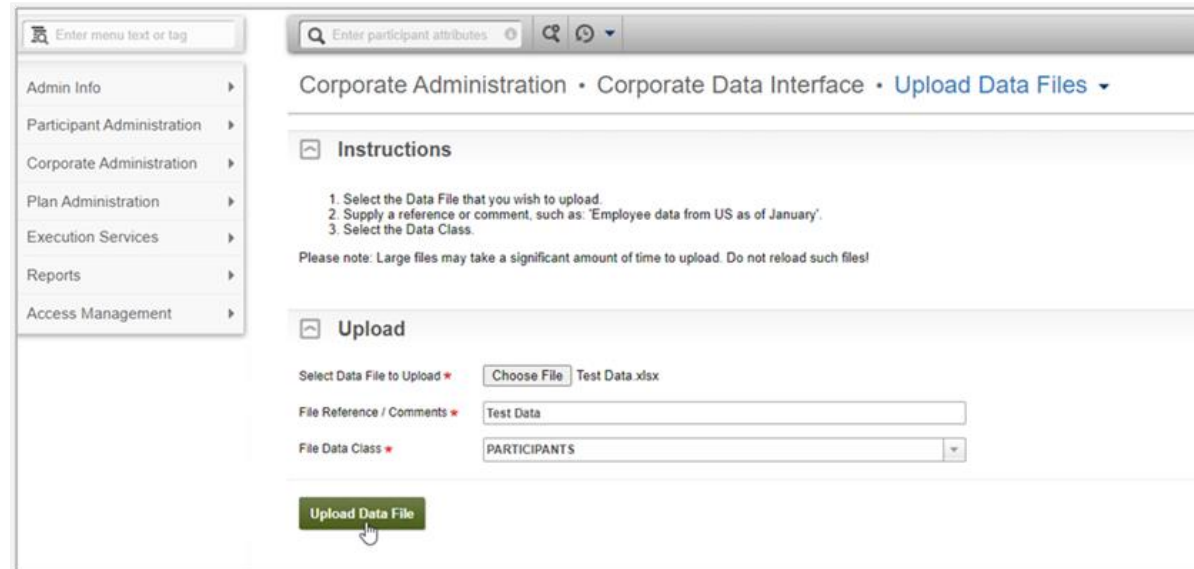 Enter menu text or tag
Enter participant attributes
Admin Info
Participant Administration
Corporate Administration
Plan Administration
Execution Services
Reports
Access Management
Corporate Administration • Corporate Data Interface • Upload Data Files
Instructions
1. Select the Data File that you wish to upload.
2. Supply a reference or comment, such as: 'Employee data from US as of January'.
3. Select the Data Class.
Please note: Large files may take a significant amount of time to upload. Do not reload such files!
Upload
Select Data File to Upload * Choose File Test Data.xlsx
File Reference / Comments * Test Data
File Data Class * PARTICIPANTS
Upload Data File